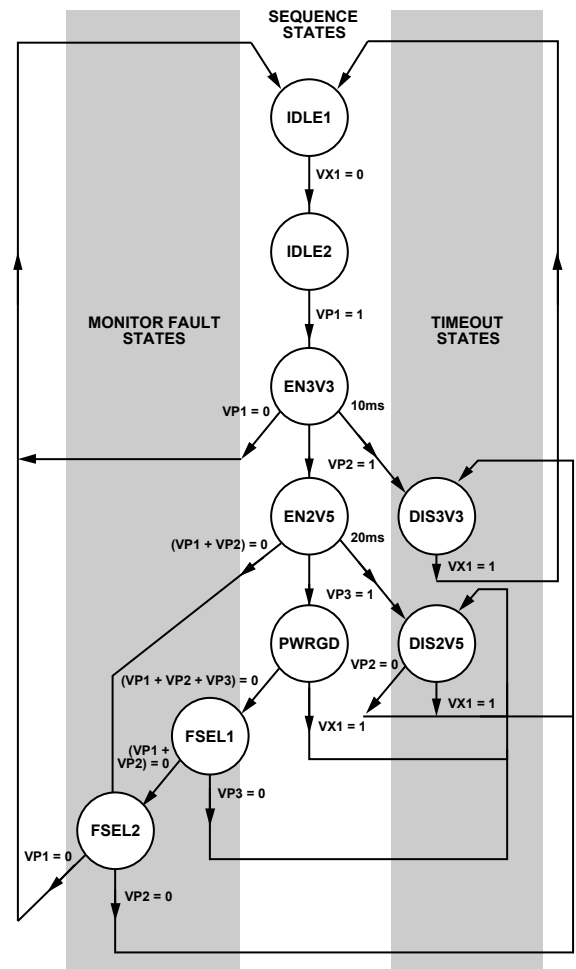 SEQUENCE
STATES
IDLE1
VX1 = 0
IDLE2
MONITOR FAULT
STATES
VP1 = 1
TIMEOUT
STATES
EN3V3
VP1 = 0
10ms
VP2 = 1
EN2V5
DIS3V3
(VP1 + VP2) = 0
20ms
VX1 = 1
VP3 = 1
PWRGD
DIS2V5
VP2 = 0
(VP1 + VP2 + VP3) = 0
VX1 = 1
VX1 = 1
FSEL1
(VP1 +
VP2) = 0
VP3 = 0
FSEL2
VP1 = 0
VP2 = 0